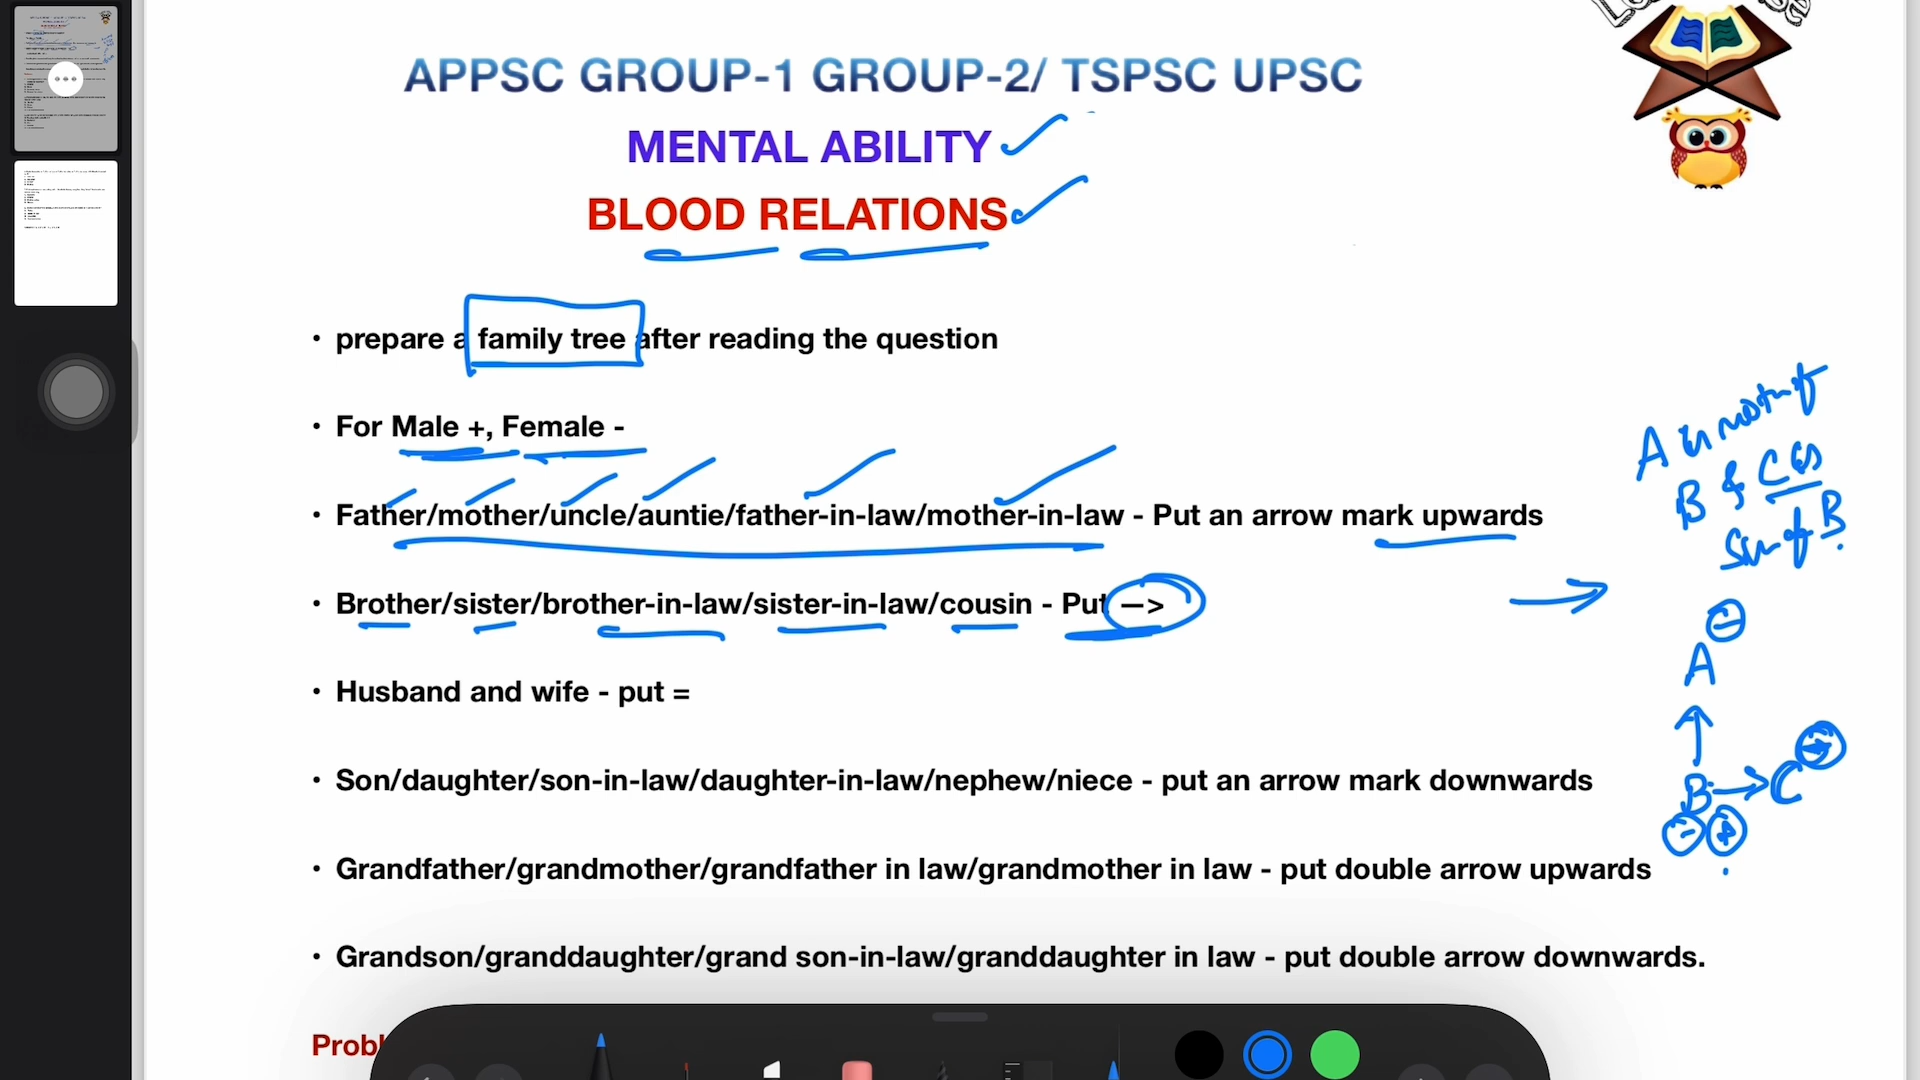 APPSC GROUP-1 GROUP-2/ TSPSC UPSC
MENTAL ABILITY
BLOOD RELATIONS
• prepare a family tree after reading the question
• For Male +, Female -
• Father/mother/uncle/auntie/father-in-law/mother-in-law - Put an arrow mark upwards
• Brother/sister/brother-in-law/sister-in-law/cousin - Put —>
• Husband and wife - put =
• Son/daughter/son-in-law/daughter-in-law/nephew/niece - put an arrow mark downwards
• Grandfather/grandmother/grandfather in law/grandmother in law - put double arrow upwards
• Grandson/granddaughter/grand son-in-law/granddaughter in law - put double arrow downwards.
A is mother of
B & C is
Son of B
A -
B → C +
- +